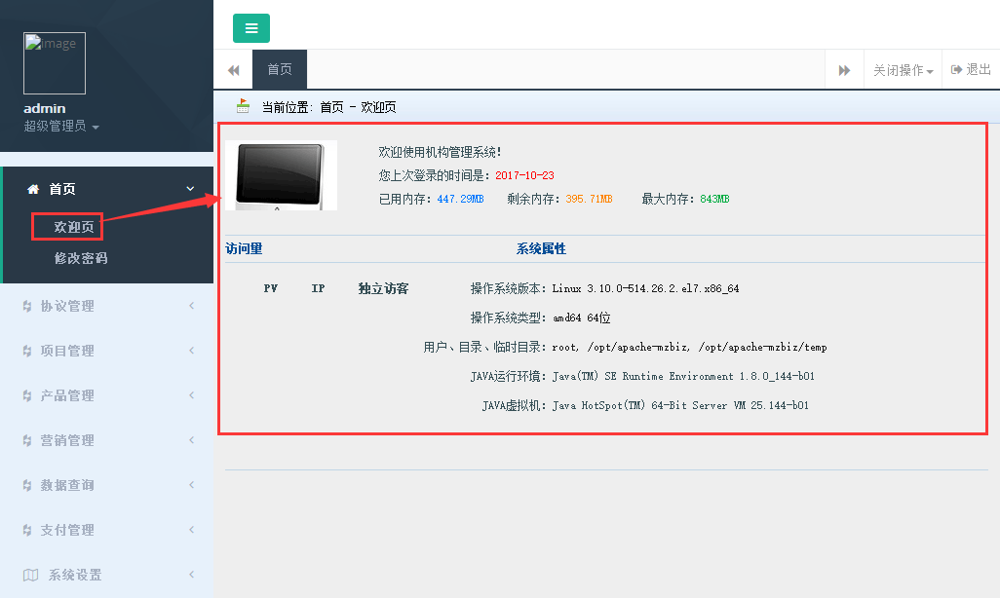 image
admin
超级管理员
首页
欢迎页
修改密码
协议管理
项目管理
产品管理
营销管理
数据查询
支付管理
系统设置
首页
关闭操作
退出
当前位置: 首页 - 欢迎页
欢迎使用机构管理系统!
您上次登录的时间是: 2017-10-23
已用内存: 447.29MB 剩余内存: 395.71MB 最大内存: 843MB
访问量 系统属性
PV IP 独立访客
操作系统版本: Linux 3.10.0-514.26.2.el7.x86_64
操作系统类型: amd64 64位
用户、目录、临时目录: root, /opt/apache-mzbiz, /opt/apache-mzbiz/temp
JAVA运行环境: Java(TM) SE Runtime Environment 1.8.0_144-b01
JAVA虚拟机: Java HotSpot(TM) 64-Bit Server VM 25.144-b01